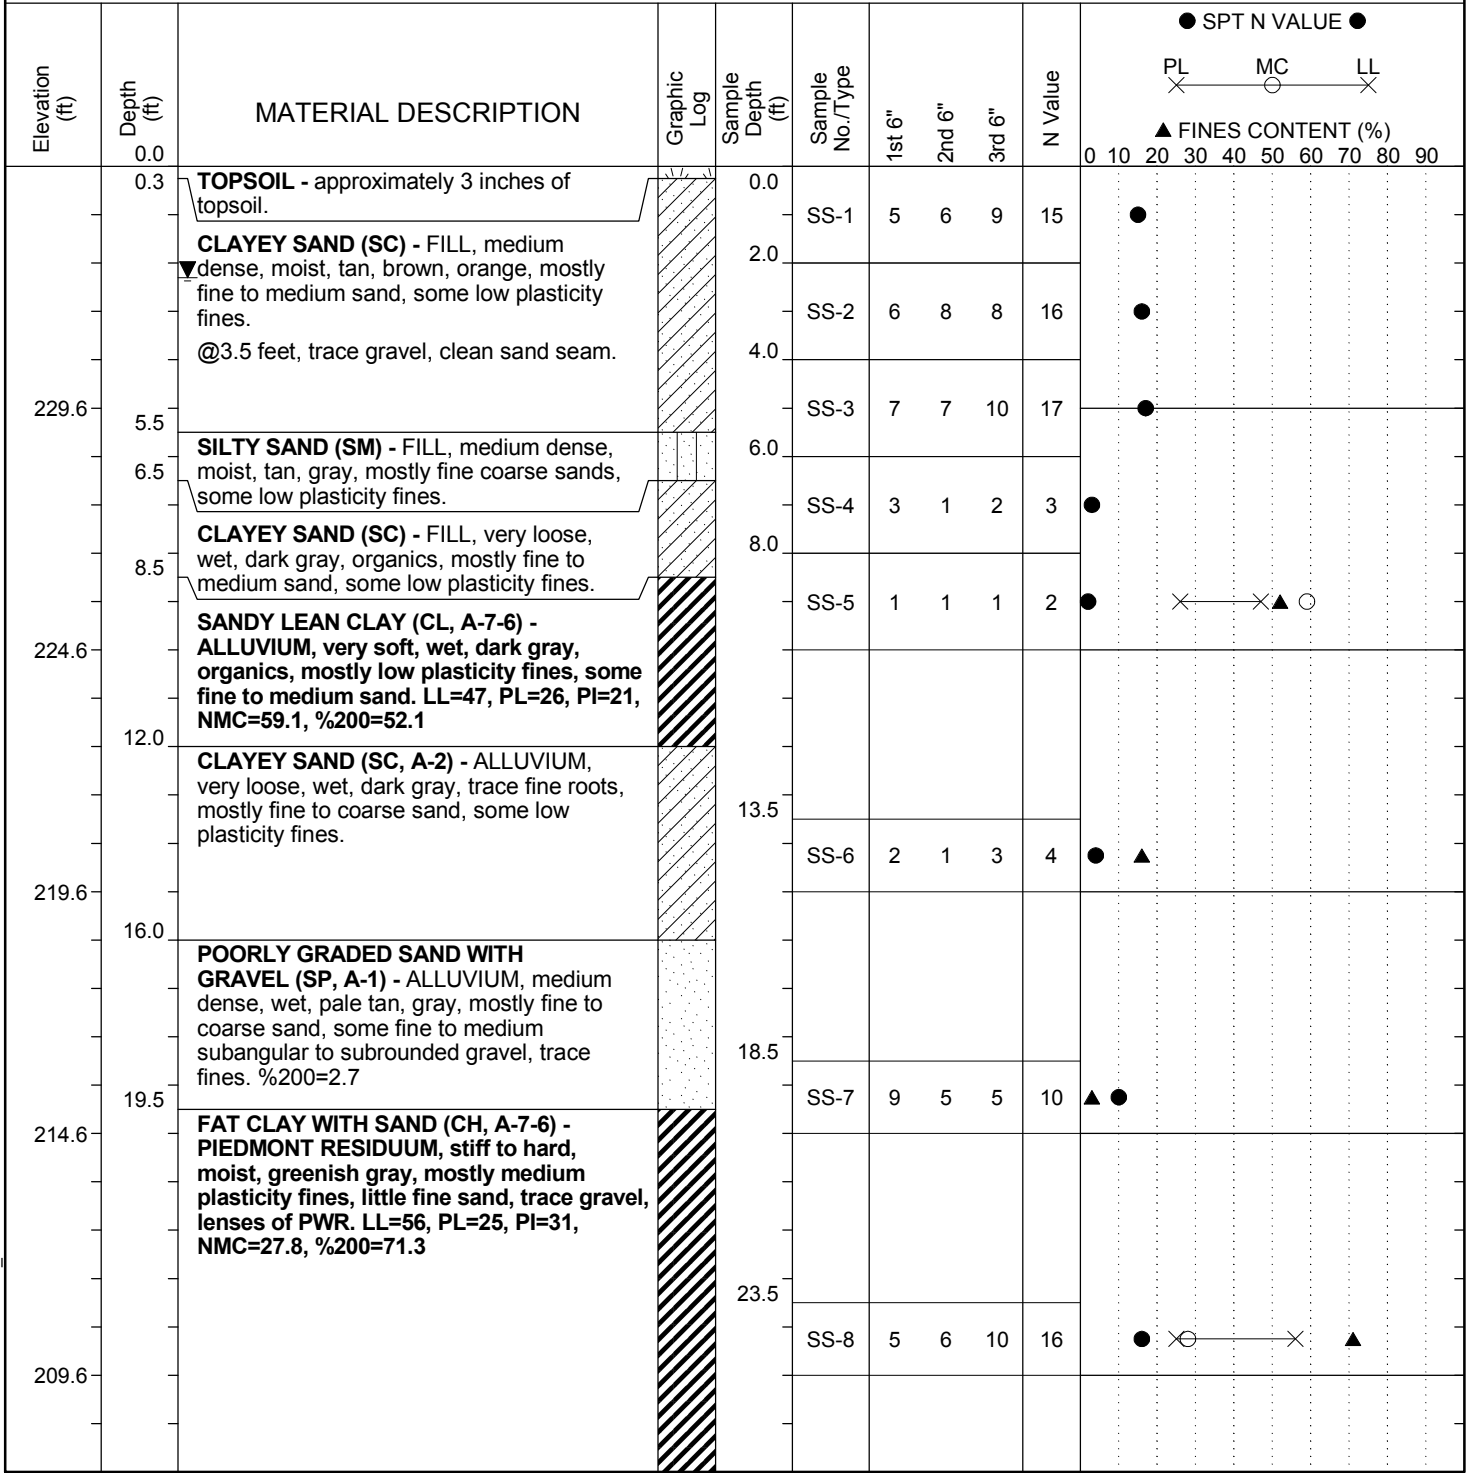 ● SPT N VALUE ●
PL MC LL
▲ FINES CONTENT (%)
0 10 20 30 40 50 60 70 80 90
Elevation
(ft)
Depth
(ft)
0.0
MATERIAL DESCRIPTION
Graphic
Log
Sample
Depth
(ft)
Sample
No./Type
1st 6"
2nd 6"
3rd 6"
N Value
0.3
TOPSOIL - approximately 3 inches of
topsoil.
CLAYEY SAND (SC) - FILL, medium
dense, moist, tan, brown, orange, mostly
fine to medium sand, some low plasticity
fines.
@3.5 feet, trace gravel, clean sand seam.
229.6
5.5
SILTY SAND (SM) - FILL, medium dense,
moist, tan, gray, mostly fine coarse sands,
some low plasticity fines.
6.5
CLAYEY SAND (SC) - FILL, very loose,
wet, dark gray, organics, mostly fine to
medium sand, some low plasticity fines.
8.5
SANDY LEAN CLAY (CL, A-7-6) -
ALLUVIUM, very soft, wet, dark gray,
organics, mostly low plasticity fines, some
fine to medium sand. LL=47, PL=26, PI=21,
NMC=59.1, %200=52.1
224.6
12.0
CLAYEY SAND (SC, A-2) - ALLUVIUM,
very loose, wet, dark gray, trace fine roots,
mostly fine to coarse sand, some low
plasticity fines.
219.6
16.0
POORLY GRADED SAND WITH
GRAVEL (SP, A-1) - ALLUVIUM, medium
dense, wet, pale tan, gray, mostly fine to
coarse sand, some fine to medium
subangular to subrounded gravel, trace
fines. %200=2.7
19.5
214.6
FAT CLAY WITH SAND (CH, A-7-6) -
PIEDMONT RESIDUUM, stiff to hard,
moist, greenish gray, mostly medium
plasticity fines, little fine sand, trace gravel,
lenses of PWR. LL=56, PL=25, PI=31,
NMC=27.8, %200=71.3
209.6
0.0
SS-1 5 6 9 15
2.0
SS-2 6 8 8 16
4.0
SS-3 7 7 10 17
6.0
SS-4 3 1 2 3
8.0
SS-5 1 1 1 2
13.5
SS-6 2 1 3 4
18.5
SS-7 9 5 5 10
23.5
SS-8 5 6 10 16